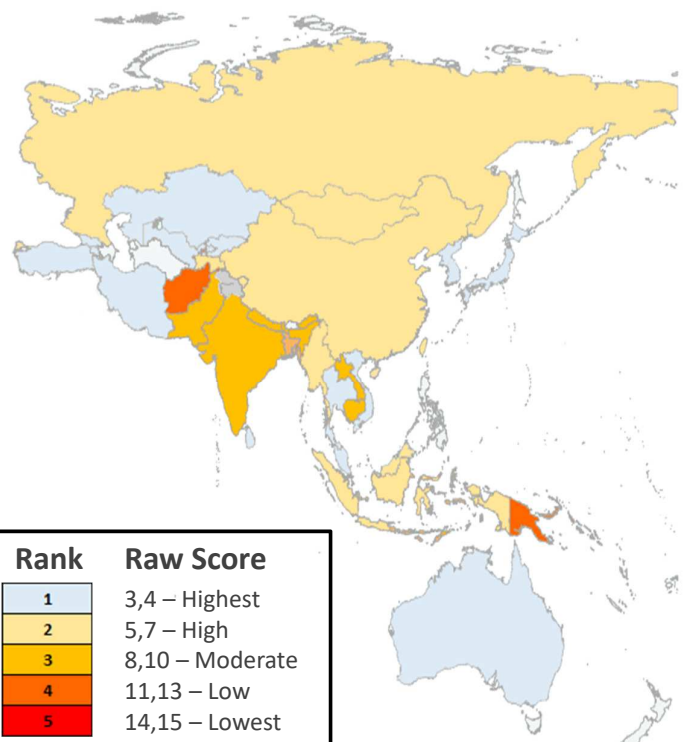 Rank Raw Score
1 3,4 – Highest
2 5,7 – High
3 8,10 – Moderate
4 11,13 – Low
5 14,15 – Lowest